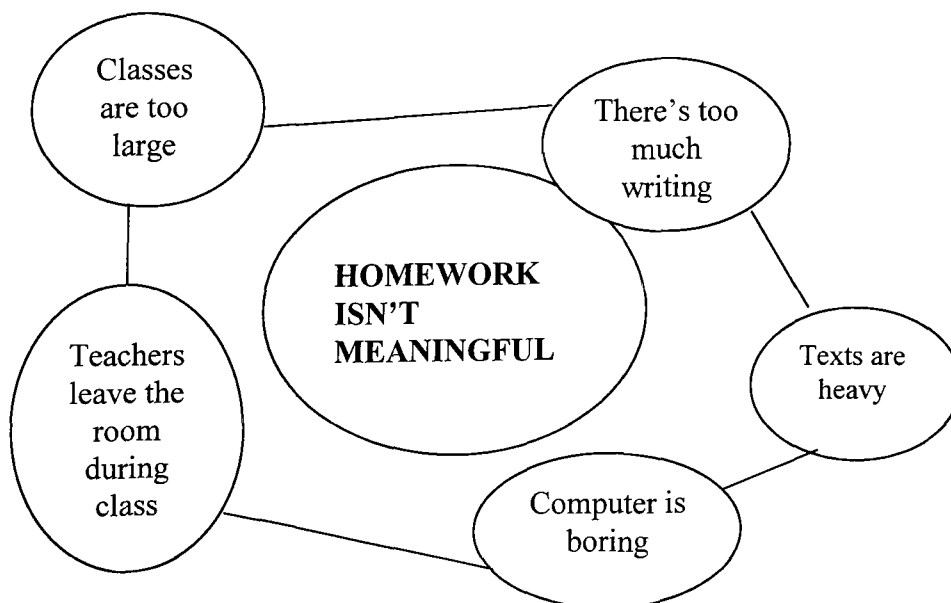 Classes
are too
large
There’s too
much
writing
HOMEWORK
ISN’T
MEANINGFUL
Teachers
leave the
room
during
class
Texts are
heavy
Computer is
boring